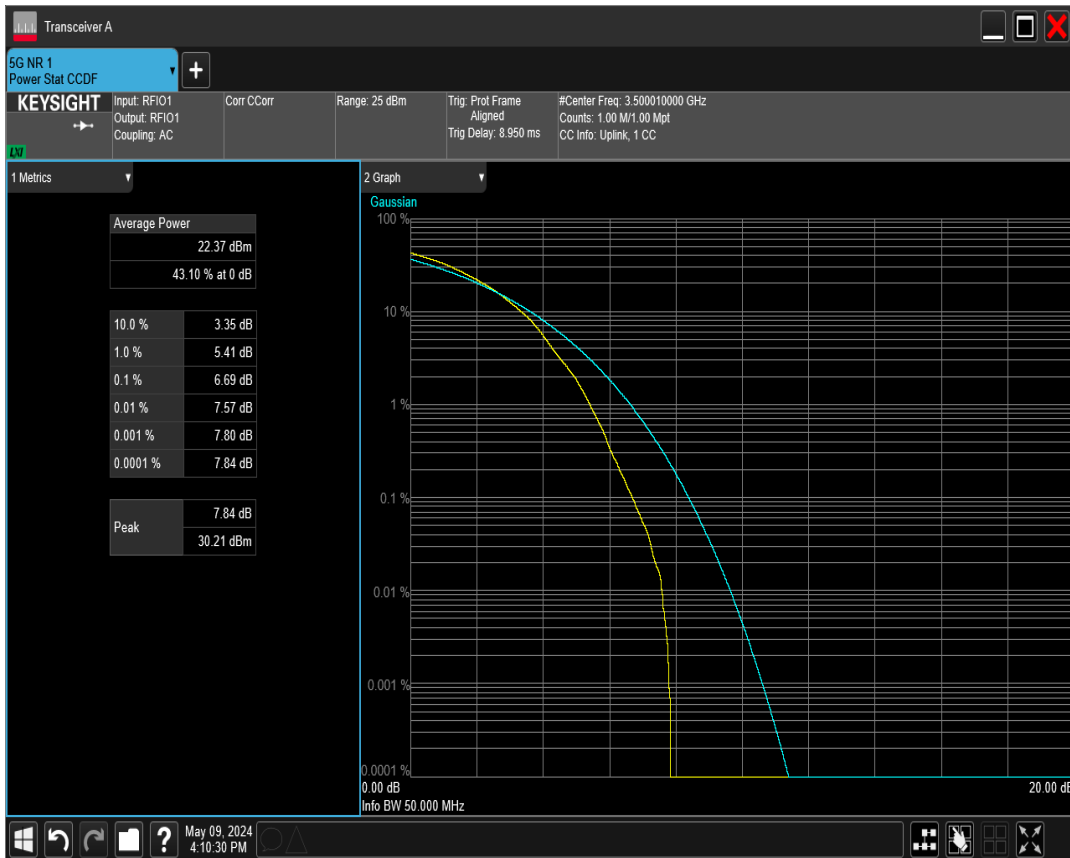 Transceiver A
5G NR 1
Power Stat CCDF
KEYSIGHT
LXI
Input: RFIO1
Output: RFIO1
Coupling: AC
Corr CCorr
Range: 25 dBm
Trig: Prot Frame
Aligned
Trig Delay: 8.950 ms
#Center Freq: 3.500010000 GHz
Counts: 1.00 M/1.00 Mpt
CC Info: Uplink, 1 CC
1 Metrics
Average Power
22.37 dBm
43.10 % at 0 dB
10.0 % 3.35 dB
1.0 % 5.41 dB
0.1 % 6.69 dB
0.01 % 7.57 dB
0.001 % 7.80 dB
0.0001 % 7.84 dB
Peak
7.84 dB
30.21 dBm
2 Graph
Gaussian
100 %
10 %
1 %
0.1 %
0.01 %
0.001 %
0.0001 %
0.00 dB 20.00 dB
Info BW 50.000 MHz
?
May 09, 2024
4:10:30 PM